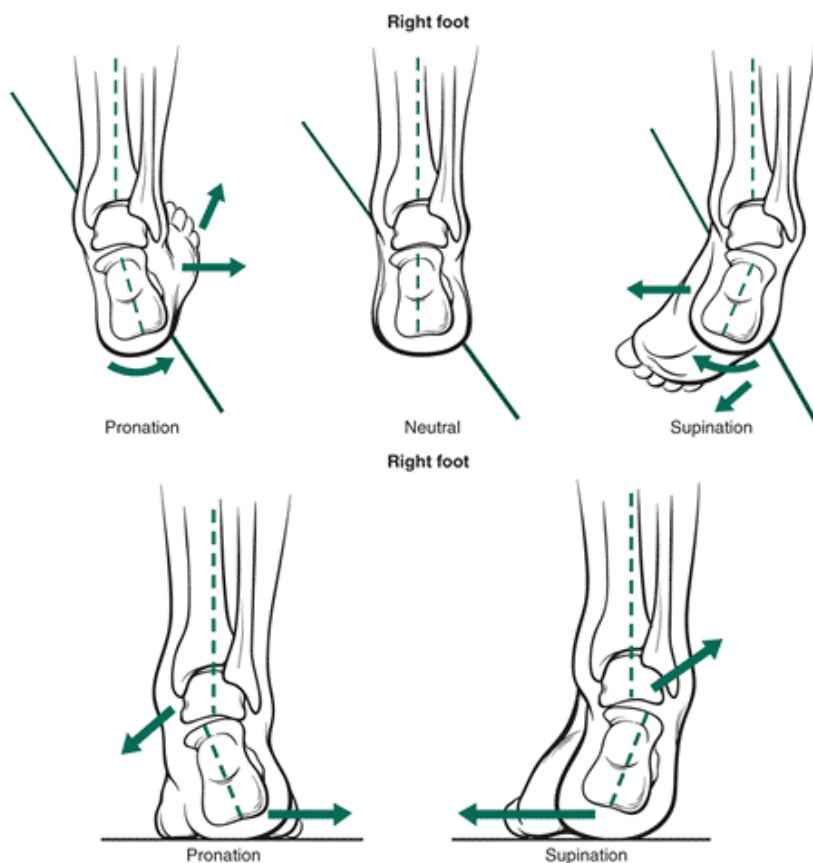 Right foot
Pronation
Neutral
Supination
Right foot
Pronation
Supination